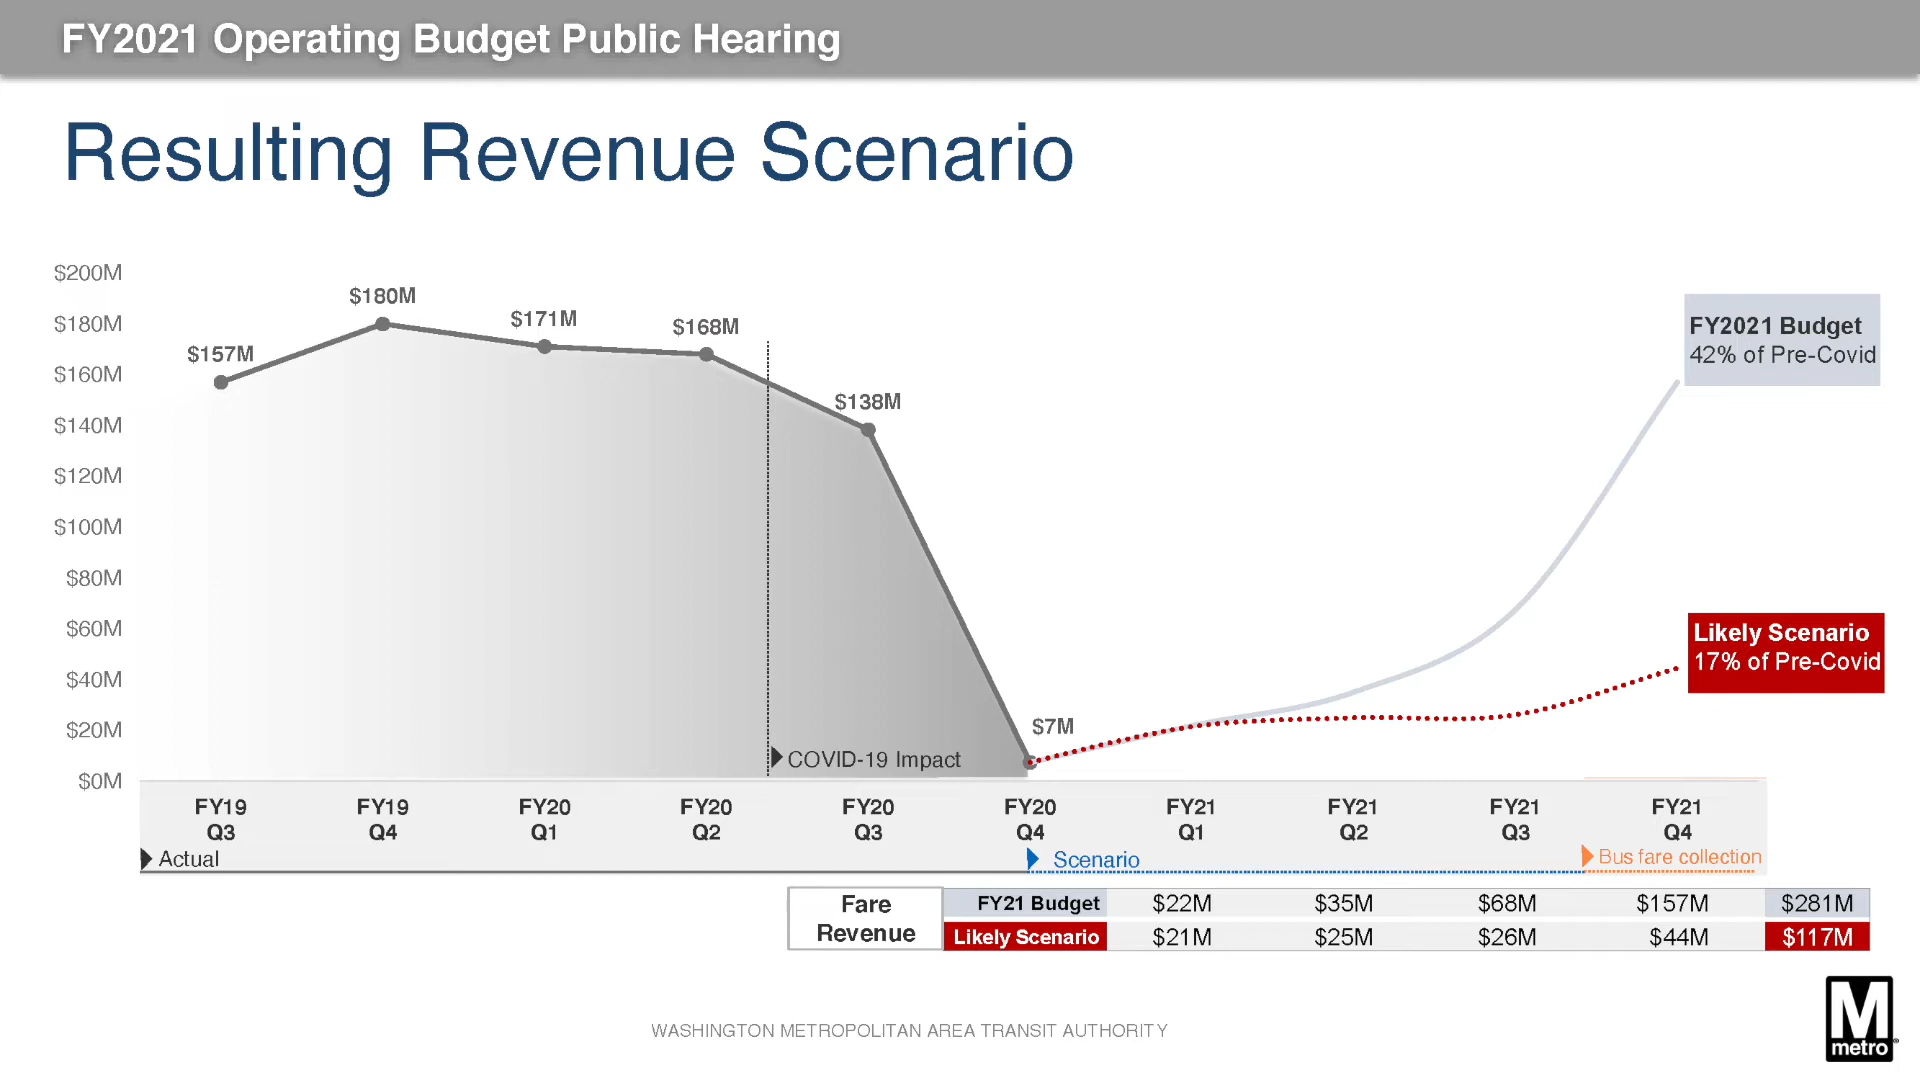 FY2021 Operating Budget Public Hearing
Resulting Revenue Scenario
$200M
$180M
$160M
$140M
$120M
$100M
$80M
$60M
$40M
$20M
$0M
$157M
$180M
$171M
$168M
$138M
$7M
COVID-19 Impact
FY2021 Budget
42% of Pre-Covid
Likely Scenario
17% of Pre-Covid
FY19 Q3
FY19 Q4
FY20 Q1
FY20 Q2
FY20 Q3
FY20 Q4
FY21 Q1
FY21 Q2
FY21 Q3
FY21 Q4
Actual
Scenario
Bus fare collection
Fare Revenue
FY21 Budget $22M $35M $68M $157M $281M
Likely Scenario $21M $25M $26M $44M $117M
WASHINGTON METROPOLITAN AREA TRANSIT AUTHORITY
M
metro